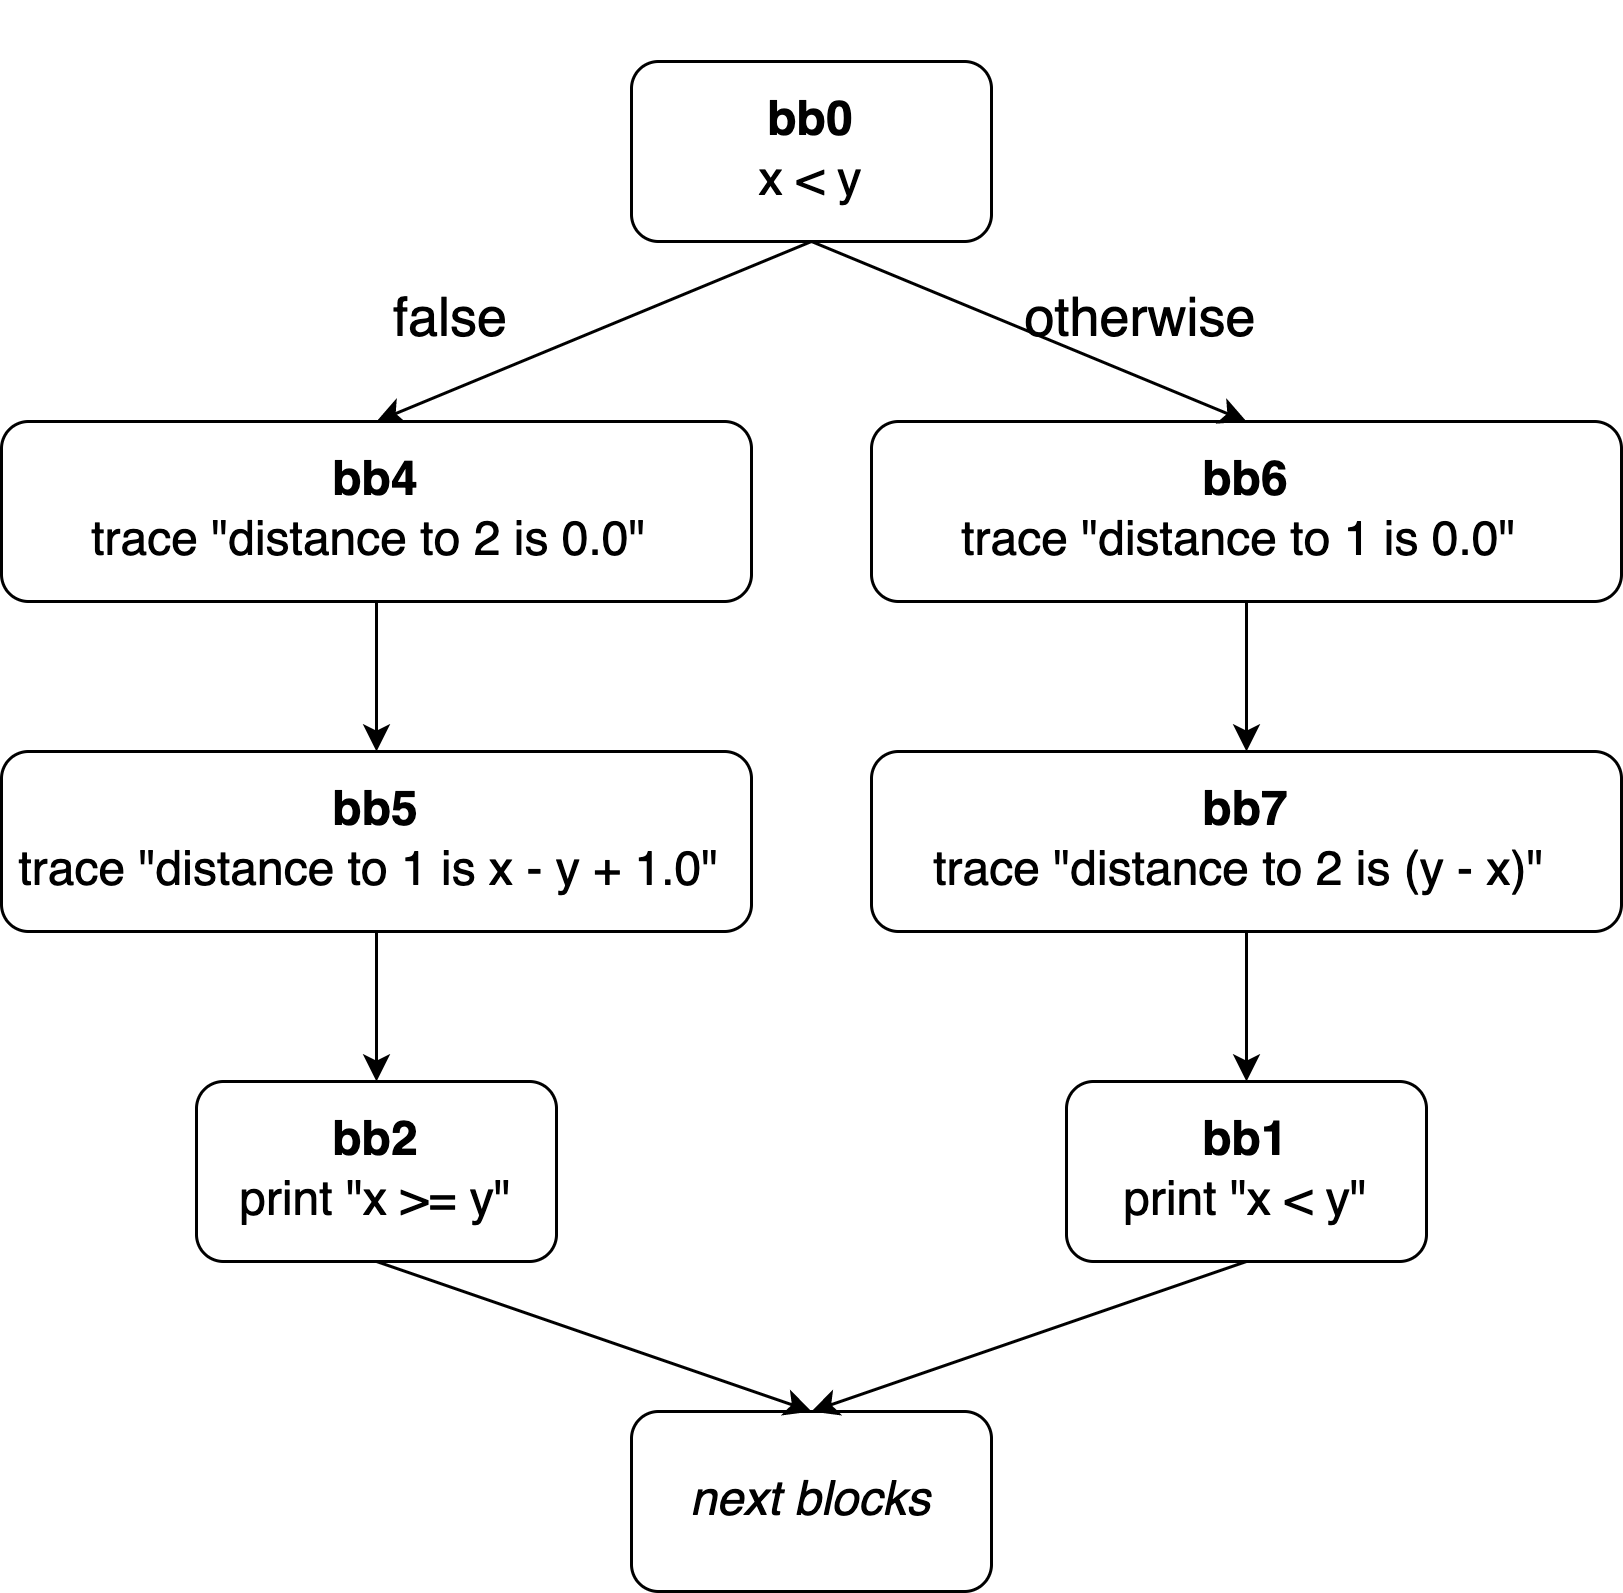 bb0
x < y
false
otherwise
bb4
trace "distance to 2 is 0.0"
bb6
trace "distance to 1 is 0.0"
bb5
trace "distance to 1 is x - y + 1.0"
bb7
trace "distance to 2 is (y - x)"
bb2
print "x >= y"
bb1
print "x < y"
next blocks